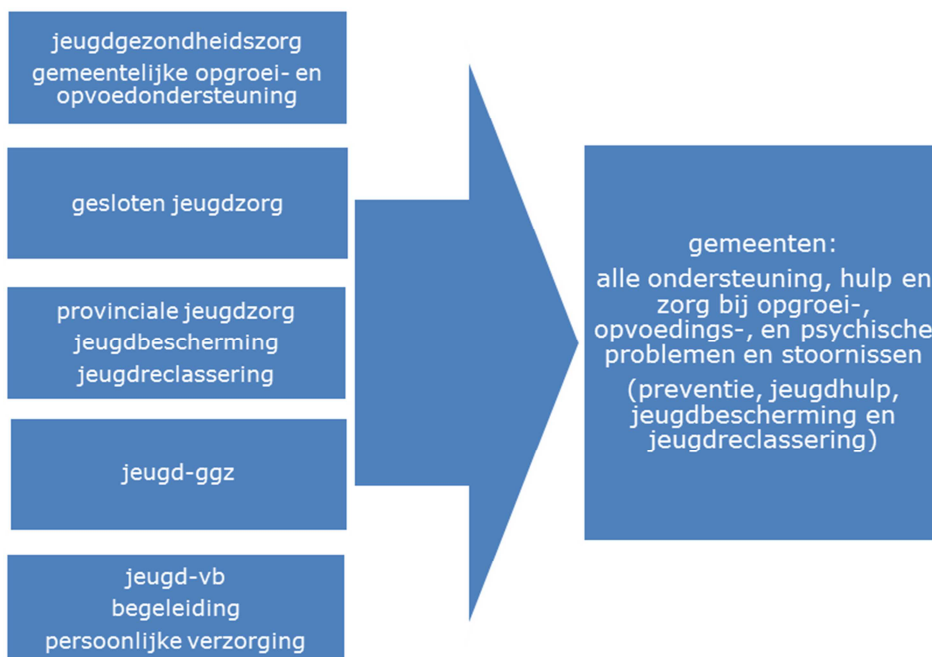 jeugdgezondheidszorg
gemeentelijke opgroei- en
opvoedondersteuning
gesloten jeugdzorg
provinciale jeugdzorg
jeugdbescherming
jeugdreclassering
jeugd-ggz
jeugd-vb
begeleiding
persoonlijke verzorging
gemeenten:
alle ondersteuning, hulp en
zorg bij opgroei-,
opvoedings-, en psychische
problemen en stoornissen
(preventie, jeugdhulp,
jeugdbescherming en
jeugdreclassering)